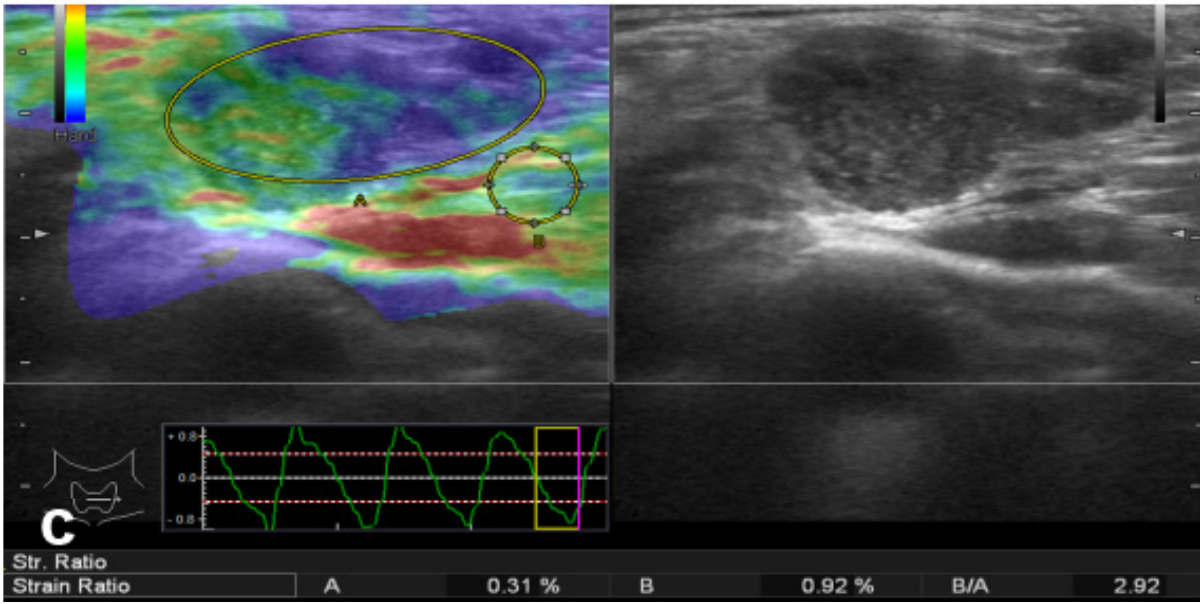 Hard
A
B
+ 0.8
0.0
- 0.8
C
Str. Ratio
Strain Ratio A 0.31 % B 0.92 % B/A 2.92